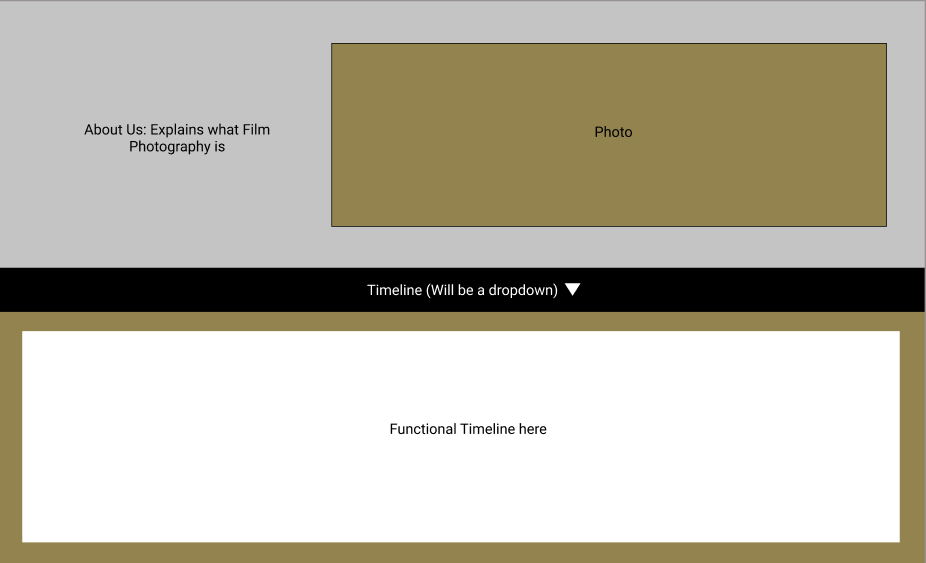 About Us: Explains what Film
Photography is
Photo
Timeline (Will be a dropdown)
Functional Timeline here